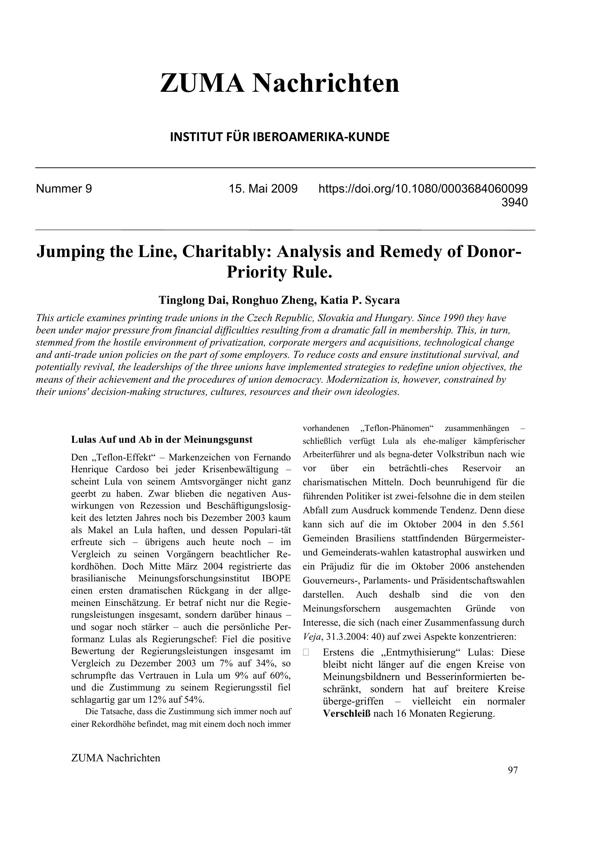 ZUMA Nachrichten
INSTITUT FÜR IBEROAMERIKA-KUNDE
Nummer 9 15. Mai 2009 https://doi.org/10.1080/0003684060099
3940
Jumping the Line, Charitably: Analysis and Remedy of Donor-
Priority Rule.
Tinglong Dai, Ronghuo Zheng, Katia P. Sycara
This article examines printing trade unions in the Czech Republic, Slovakia and Hungary. Since 1990 they have
been under major pressure from financial difficulties resulting from a dramatic fall in membership. This, in turn,
stemmed from the hostile environment of privatization, corporate mergers and acquisitions, technological change
and anti-trade union policies on the part of some employers. To reduce costs and ensure institutional survival, and
potentially revival, the leaderships of the three unions have implemented strategies to redefine union objectives, the
means of their achievement and the procedures of union democracy. Modernization is, however, constrained by
their unions' decision-making structures, cultures, resources and their own ideologies.
Lulas Auf und Ab in der Meinungsgunst
Den „Teflon-Effekt“ – Markenzeichen von Fernando
Henrique Cardoso bei jeder Krisenbewältigung –
scheint Lula von seinem Amtsvorgänger nicht ganz
geerbt zu haben. Zwar blieben die negativen Aus-
wirkungen von Rezession und Beschäftigungslosig-
keit des letzten Jahres noch bis Dezember 2003 kaum
als Makel an Lula haften, und dessen Populari-tät
erfreute sich – übrigens auch heute noch – im
Vergleich zu seinen Vorgängern beachtlicher Re-
kordhöhen. Doch Mitte März 2004 registrierte das
brasilianische Meinungsforschungsinstitut IBOPE
einen ersten dramatischen Rückgang in der allge-
meinen Einschätzung. Er betraf nicht nur die Regie-
rungsleistungen insgesamt, sondern darüber hinaus –
und sogar noch stärker – auch die persönliche Per-
formanz Lulas als Regierungschef: Fiel die positive
Bewertung der Regierungsleistungen insgesamt im
Vergleich zu Dezember 2003 um 7% auf 34%, so
schrumpfte das Vertrauen in Lula um 9% auf 60%,
und die Zustimmung zu seinem Regierungsstil fiel
schlagartig gar um 12% auf 54%.
Die Tatsache, dass die Zustimmung sich immer noch auf
einer Rekordhöhe befindet, mag mit einem doch noch immer
vorhandenen „Teflon-Phänomen“ zusammenhängen –
schließlich verfügt Lula als ehe-maliger kämpferischer
Arbeiterführer und als begna-deter Volkstribun nach wie
vor über ein beträchtli-ches Reservoir an
charismatischen Mitteln. Doch beunruhigend für die
führenden Politiker ist zwei-felsohne die in dem steilen
Abfall zum Ausdruck kommende Tendenz. Denn diese
kann sich auf die im Oktober 2004 in den 5.561
Gemeinden Brasiliens stattfindenden Bürgermeister-
und Gemeinderats-wahlen katastrophal auswirken und
ein Präjudiz für die im Oktober 2006 anstehenden
Gouverneurs-, Parlaments- und Präsidentschaftswahlen
darstellen. Auch deshalb sind die von den
Meinungsforschern ausgemachten Gründe von
Interesse, die sich (nach einer Zusammenfassung durch
Veja, 31.3.2004: 40) auf zwei Aspekte konzentrieren:
Erstens die „Entmythisierung“ Lulas: Diese
bleibt nicht länger auf die engen Kreise von
Meinungsbildnern und Besserinformierten be-
schränkt, sondern hat auf breitere Kreise
überge-griffen – vielleicht ein normaler
Verschleiß nach 16 Monaten Regierung.
ZUMA Nachrichten
97